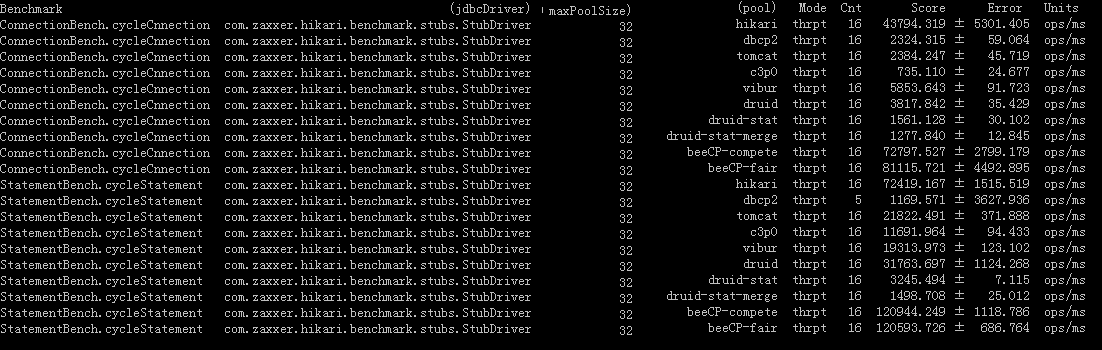 Benchmark (jdbcDriver) (maxPoolSize) (pool) Mode Cnt Score Error Units
ConnectionBench.cycleCnnection com.zaxxer.hikari.benchmark.stubs.StubDriver 32 hikari thrpt 16 43794.319 ± 5301.405 ops/ms
ConnectionBench.cycleCnnection com.zaxxer.hikari.benchmark.stubs.StubDriver 32 dbcp2 thrpt 16 2324.315 ± 59.064 ops/ms
ConnectionBench.cycleCnnection com.zaxxer.hikari.benchmark.stubs.StubDriver 32 tomcat thrpt 16 2384.247 ± 45.719 ops/ms
ConnectionBench.cycleCnnection com.zaxxer.hikari.benchmark.stubs.StubDriver 32 c3p0 thrpt 16 735.110 ± 24.677 ops/ms
ConnectionBench.cycleCnnection com.zaxxer.hikari.benchmark.stubs.StubDriver 32 vibur thrpt 16 5853.643 ± 91.723 ops/ms
ConnectionBench.cycleCnnection com.zaxxer.hikari.benchmark.stubs.StubDriver 32 druid thrpt 16 3817.842 ± 35.429 ops/ms
ConnectionBench.cycleCnnection com.zaxxer.hikari.benchmark.stubs.StubDriver 32 druid-stat thrpt 16 1561.128 ± 30.102 ops/ms
ConnectionBench.cycleCnnection com.zaxxer.hikari.benchmark.stubs.StubDriver 32 druid-stat-merge thrpt 16 1277.840 ± 12.845 ops/ms
ConnectionBench.cycleCnnection com.zaxxer.hikari.benchmark.stubs.StubDriver 32 beeCP-compete thrpt 16 72797.527 ± 2799.179 ops/ms
ConnectionBench.cycleCnnection com.zaxxer.hikari.benchmark.stubs.StubDriver 32 beeCP-fair thrpt 16 81115.721 ± 4492.895 ops/ms
StatementBench.cycleStatement com.zaxxer.hikari.benchmark.stubs.StubDriver 32 hikari thrpt 16 72419.167 ± 1515.519 ops/ms
StatementBench.cycleStatement com.zaxxer.hikari.benchmark.stubs.StubDriver 32 dbcp2 thrpt 5 1169.571 ± 3627.936 ops/ms
StatementBench.cycleStatement com.zaxxer.hikari.benchmark.stubs.StubDriver 32 tomcat thrpt 16 21822.491 ± 371.888 ops/ms
StatementBench.cycleStatement com.zaxxer.hikari.benchmark.stubs.StubDriver 32 c3p0 thrpt 16 11691.964 ± 94.433 ops/ms
StatementBench.cycleStatement com.zaxxer.hikari.benchmark.stubs.StubDriver 32 vibur thrpt 16 19313.973 ± 123.102 ops/ms
StatementBench.cycleStatement com.zaxxer.hikari.benchmark.stubs.StubDriver 32 druid thrpt 16 31763.697 ± 1124.268 ops/ms
StatementBench.cycleStatement com.zaxxer.hikari.benchmark.stubs.StubDriver 32 druid-stat thrpt 16 3245.494 ± 7.115 ops/ms
StatementBench.cycleStatement com.zaxxer.hikari.benchmark.stubs.StubDriver 32 druid-stat-merge thrpt 16 1498.708 ± 25.012 ops/ms
StatementBench.cycleStatement com.zaxxer.hikari.benchmark.stubs.StubDriver 32 beeCP-compete thrpt 16 120944.249 ± 1118.786 ops/ms
StatementBench.cycleStatement com.zaxxer.hikari.benchmark.stubs.StubDriver 32 beeCP-fair thrpt 16 120593.726 ± 686.764 ops/ms